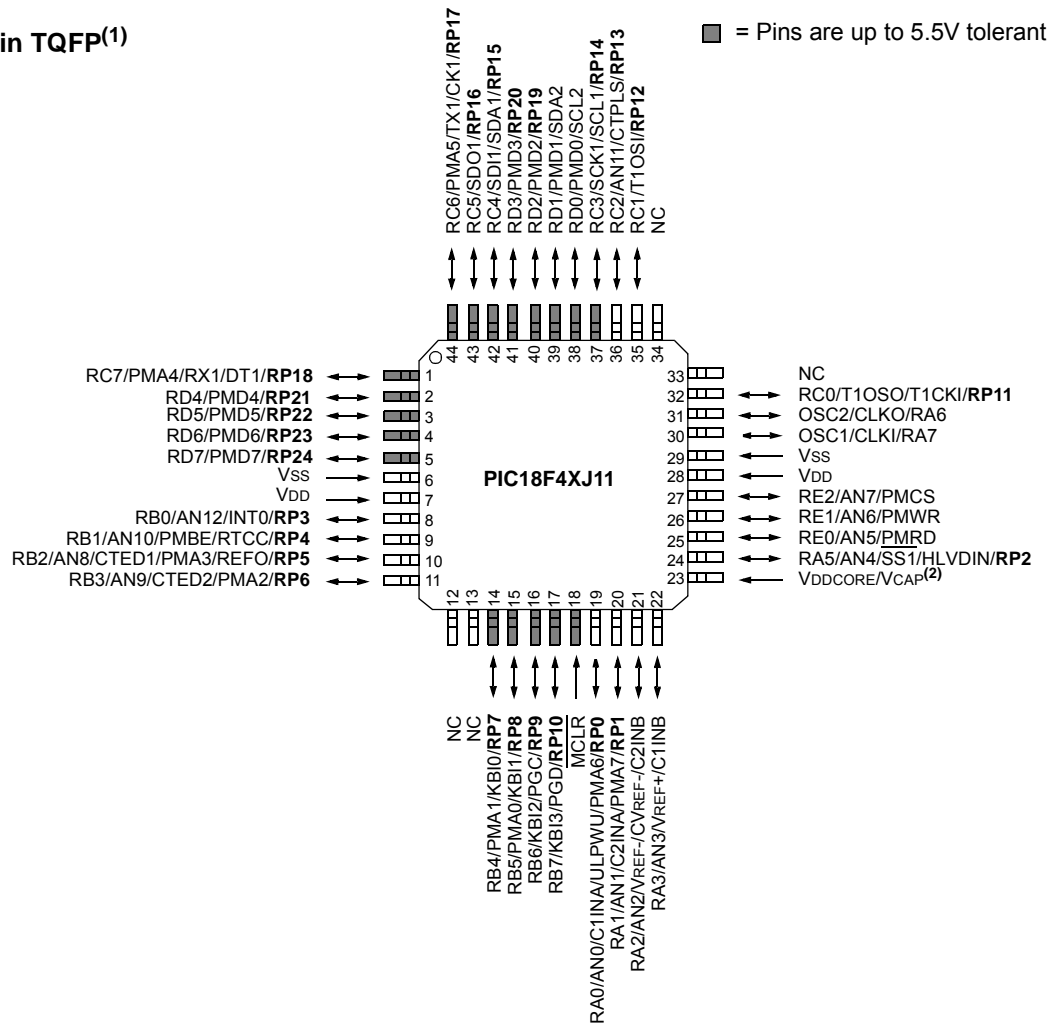 in TQFP(1)
= Pins are up to 5.5V tolerant
RC6/PMA5/TX1/CK1/RP17
RC5/SDO1/RP16
RC4/SDI1/SDA1/RP15
RD3/PMD3/RP20
RD2/PMD2/RP19
RD1/PMD1/SDA2
RD0/PMD0/SCL2
RC3/SCK1/SCL1/RP14
RC2/AN11/CTPLS/RP13
RC1/T1OSI/RP12
NC
44
43
42
41
40
39
38
37
36
35
34
RC7/PMA4/RX1/DT1/RP18 1
RD4/PMD4/RP21 2
RD5/PMD5/RP22 3
RD6/PMD6/RP23 4
RD7/PMD7/RP24 5
VSS 6
VDD 7
RB0/AN12/INT0/RP3 8
RB1/AN10/PMBE/RTCC/RP4 9
RB2/AN8/CTED1/PMA3/REFO/RP5 10
RB3/AN9/CTED2/PMA2/RP6 11
PIC18F4XJ11
33 NC
32 RC0/T1OSO/T1CKI/RP11
31 OSC2/CLKO/RA6
30 OSC1/CLKI/RA7
29 VSS
28 VDD
27 RE2/AN7/PMCS
26 RE1/AN6/PMWR
25 RE0/AN5/PMRD
24 RA5/AN4/SS1/HLVDIN/RP2
23 VDDCORE/VCAP(2)
12
13
14
15
16
17
18
19
20
21
22
NC
NC
RB4/PMA1/KBI0/RP7
RB5/PMA0/KBI1/RP8
RB6/KBI2/PGC/RP9
RB7/KBI3/PGD/RP10
MCLR
RA0/AN0/C1INA/ULPWU/PMA6/RP0
RA1/AN1/C2INA/PMA7/RP1
RA2/AN2/VREF-/CVREF-/C2INB
RA3/AN3/VREF+/C1INB